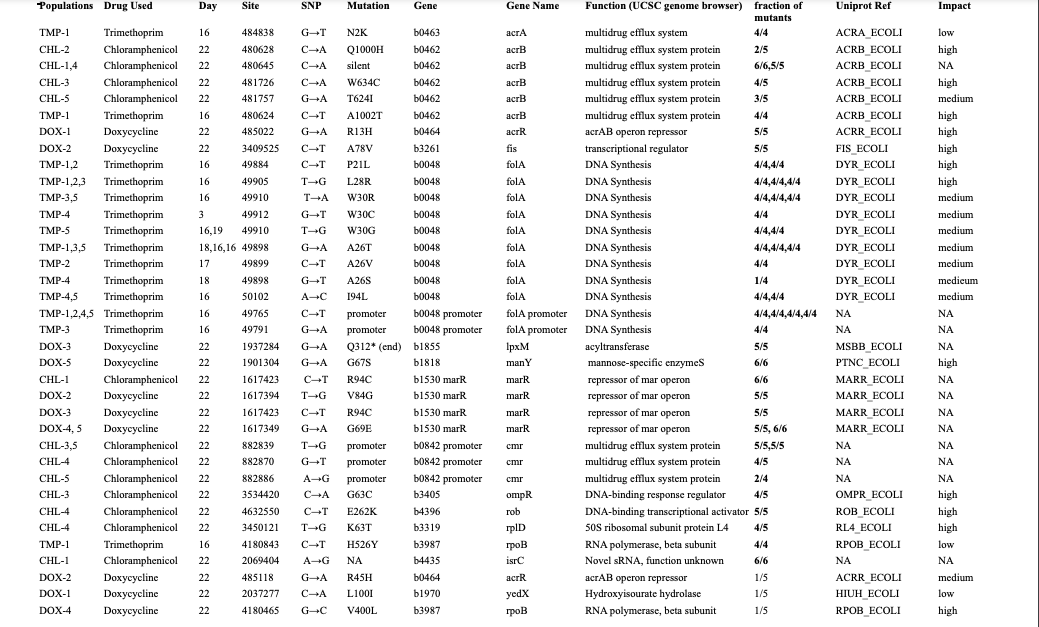 Populations Drug Used Day Site SNP Mutation Gene Gene Name Function (UCSC genome browser) fraction of mutants Uniprot Ref Impact
TMP-1 Trimethoprim 16 484838 G→T N2K b0463 acrA multidrug efflux system 4/4 ACRA_ECOLI low
CHL-2 Chloramphenicol 22 480628 C→A Q1000H b0462 acrB multidrug efflux system protein 2/5 ACRB_ECOLI high
CHL-1,4 Chloramphenicol 22 480645 C→A silent b0462 acrB multidrug efflux system protein 6/6,5/5 ACRB_ECOLI NA
CHL-3 Chloramphenicol 22 481726 C→A W634C b0462 acrB multidrug efflux system protein 4/5 ACRB_ECOLI high
CHL-5 Chloramphenicol 22 481757 G→A T624I b0462 acrB multidrug efflux system protein 3/5 ACRB_ECOLI medium
TMP-1 Trimethoprim 16 480624 C→T A1002T b0462 acrB multidrug efflux system protein 4/4 ACRB_ECOLI high
DOX-1 Doxycycline 22 485022 G→A R13H b0464 acrR acrAB operon repressor 5/5 ACRR_ECOLI high
DOX-2 Doxycycline 22 3409525 C→T A78V b3261 fis transcriptional regulator 5/5 FIS_ECOLI high
TMP-1,2 Trimethoprim 16 49884 C→T P21L b0048 folA DNA Synthesis 4/4,4/4 DYR_ECOLI high
TMP-1,2,3 Trimethoprim 16 49905 T→G L28R b0048 folA DNA Synthesis 4/4,4/4,4/4 DYR_ECOLI high
TMP-3,5 Trimethoprim 16 49910 T→A W30R b0048 folA DNA Synthesis 4/4,4/4,4/4 DYR_ECOLI medium
TMP-4 Trimethoprim 3 49912 G→T W30C b0048 folA DNA Synthesis 4/4 DYR_ECOLI medium
TMP-5 Trimethoprim 16,19 49910 T→G W30G b0048 folA DNA Synthesis 4/4,4/4 DYR_ECOLI medium
TMP-1,3,5 Trimethoprim 18,16,16 49898 G→A A26T b0048 folA DNA Synthesis 4/4,4/4,4/4 DYR_ECOLI medium
TMP-2 Trimethoprim 17 49899 C→T A26V b0048 folA DNA Synthesis 4/4 DYR_ECOLI medium
TMP-4 Trimethoprim 18 49898 G→T A26S b0048 folA DNA Synthesis 1/4 DYR_ECOLI medieum
TMP-4,5 Trimethoprim 16 50102 A→C I94L b0048 folA DNA Synthesis 4/4,4/4 DYR_ECOLI medium
TMP-1,2,4,5 Trimethoprim 16 49765 C→T promoter b0048 promoter folA promoter DNA Synthesis 4/4,4/4,4/4,4/4 NA NA
TMP-3 Trimethoprim 16 49791 G→A promoter b0048 promoter folA promoter DNA Synthesis 4/4 NA NA
DOX-3 Doxycycline 22 1937284 G→A Q312* (end) b1855 lpxM acyltransferase 5/5 MSBB_ECOLI NA
DOX-5 Doxycycline 22 1901304 G→A G67S b1818 manY mannose-specific enzymeS 6/6 PTNC_ECOLI high
CHL-1 Chloramphenicol 22 1617423 C→T R94C b1530 marR marR repressor of mar operon 6/6 MARR_ECOLI NA
DOX-2 Doxycycline 22 1617394 T→G V84G b1530 marR marR repressor of mar operon 5/5 MARR_ECOLI NA
DOX-3 Doxycycline 22 1617423 C→T R94C b1530 marR marR repressor of mar operon 5/5 MARR_ECOLI NA
DOX-4, 5 Doxycycline 22 1617349 G→A G69E b1530 marR marR repressor of mar operon 5/5, 6/6 MARR_ECOLI NA
CHL-3,5 Chloramphenicol 22 882839 T→G promoter b0842 promoter cmr multidrug efflux system protein 5/5,5/5 NA NA
CHL-4 Chloramphenicol 22 882870 G→T promoter b0842 promoter cmr multidrug efflux system protein 4/5 NA NA
CHL-5 Chloramphenicol 22 882886 A→G promoter b0842 promoter cmr multidrug efflux system protein 2/4 NA NA
CHL-3 Chloramphenicol 22 3534420 C→A G63C b3405 ompR DNA-binding response regulator 4/5 OMPR_ECOLI high
CHL-4 Chloramphenicol 22 4632550 C→T E262K b4396 rob DNA-binding transcriptional activator 5/5 ROB_ECOLI high
CHL-4 Chloramphenicol 22 3450121 T→G K63T b3319 rplD 50S ribosomal subunit protein L4 4/5 RL4_ECOLI high
TMP-1 Trimethoprim 16 4180843 C→T H526Y b3987 rpoB RNA polymerase, beta subunit 4/4 RPOB_ECOLI low
CHL-1 Chloramphenicol 22 2069404 A→G NA b4435 isrC Novel sRNA, function unknown 6/6 NA NA
DOX-2 Doxycycline 22 485118 G→A R45H b0464 acrR acrAB operon repressor 1/5 ACRR_ECOLI medium
DOX-1 Doxycycline 22 2037277 C→A L100I b1970 yedX Hydroxyisourate hydrolase 1/5 HIUH_ECOLI low
DOX-4 Doxycycline 22 4180465 G→C V400L b3987 rpoB RNA polymerase, beta subunit 1/5 RPOB_ECOLI high